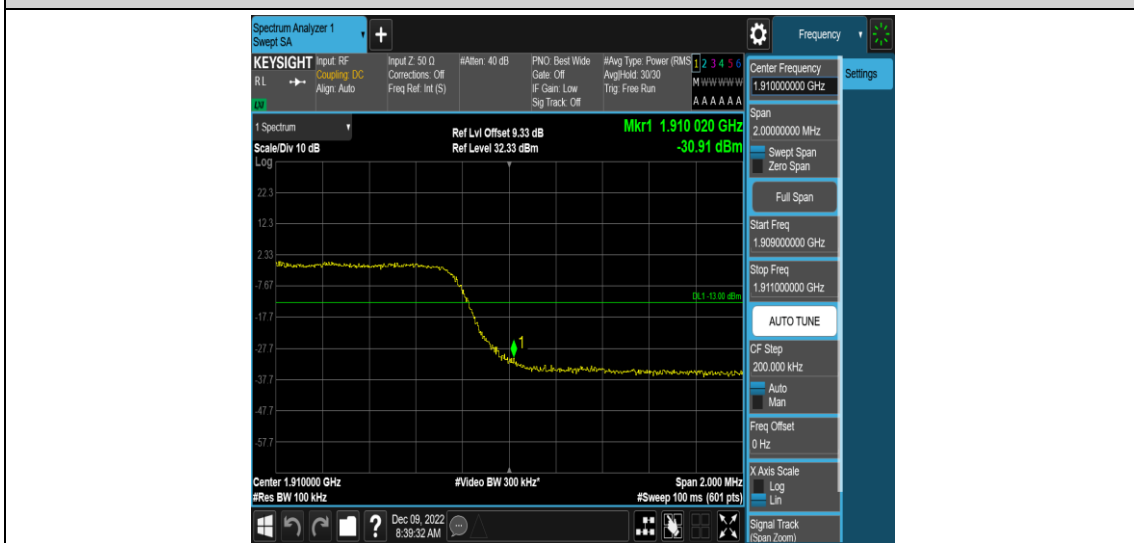 Spectrum Analyzer 1
Swept SA
+
Frequency
KEYSIGHT
RL
LXI
Input: RF
Coupling: DC
Align: Auto
Input Z: 50 Ω
Corrections: Off
Freq Ref: Int (S)
#Atten: 40 dB
PNO: Best Wide
Gate: Off
IF Gain: Low
Sig Track: Off
#Avg Type: Power (RMS
Avg|Hold: 30/30
Trig: Free Run
1 2 3 4 5 6
M W W W W W
A A A A A A
1 Spectrum
Scale/Div 10 dB
Log
Ref Lvl Offset 9.33 dB
Ref Level 32.33 dBm
Mkr1 1.910 020 GHz
-30.91 dBm
22.3
12.3
2.33
-7.67
-17.7
-27.7
-37.7
-47.7
-57.7
DL1 -13.00 dBm
1
Center 1.910000 GHz
#Res BW 100 kHz
#Video BW 300 kHz*
Span 2.000 MHz
#Sweep 100 ms (601 pts)
Dec 09, 2022
8:39:32 AM
?
Center Frequency
1.910000000 GHz
Settings
Span
2.00000000 MHz
Swept Span
Zero Span
Full Span
Start Freq
1.909000000 GHz
Stop Freq
1.911000000 GHz
AUTO TUNE
CF Step
200.000 kHz
Auto
Man
Freq Offset
0 Hz
X Axis Scale
Log
Lin
Signal Track
(Span Zoom)